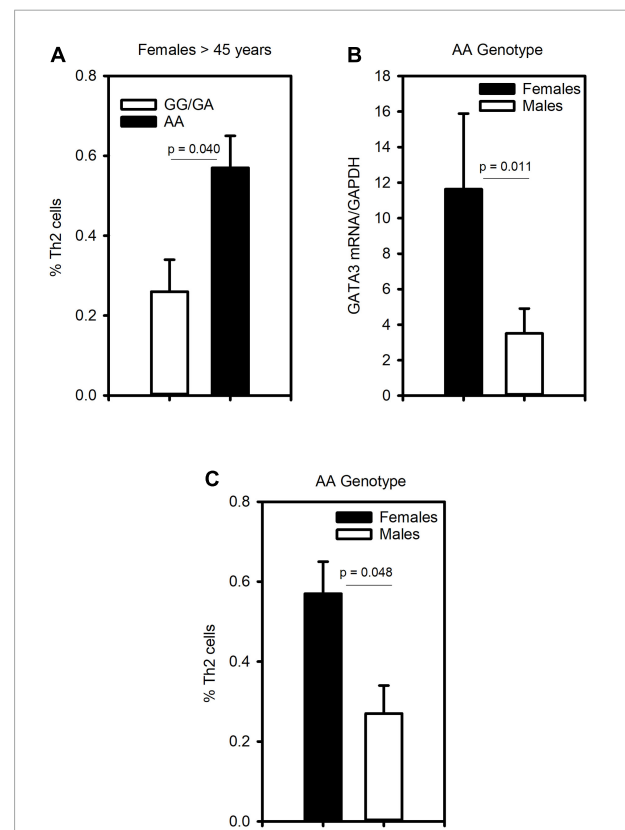 A
Females > 45 years
0.8
0.6
0.4
0.2
0.0
% Th2 cells
GG/GA
AA
p = 0.040
B
AA Genotype
18
16
14
12
10
8
6
4
2
0
GATA3 mRNA/GAPDH
Females
Males
p = 0.011
C
AA Genotype
0.8
0.6
0.4
0.2
0.0
% Th2 cells
Females
Males
p = 0.048